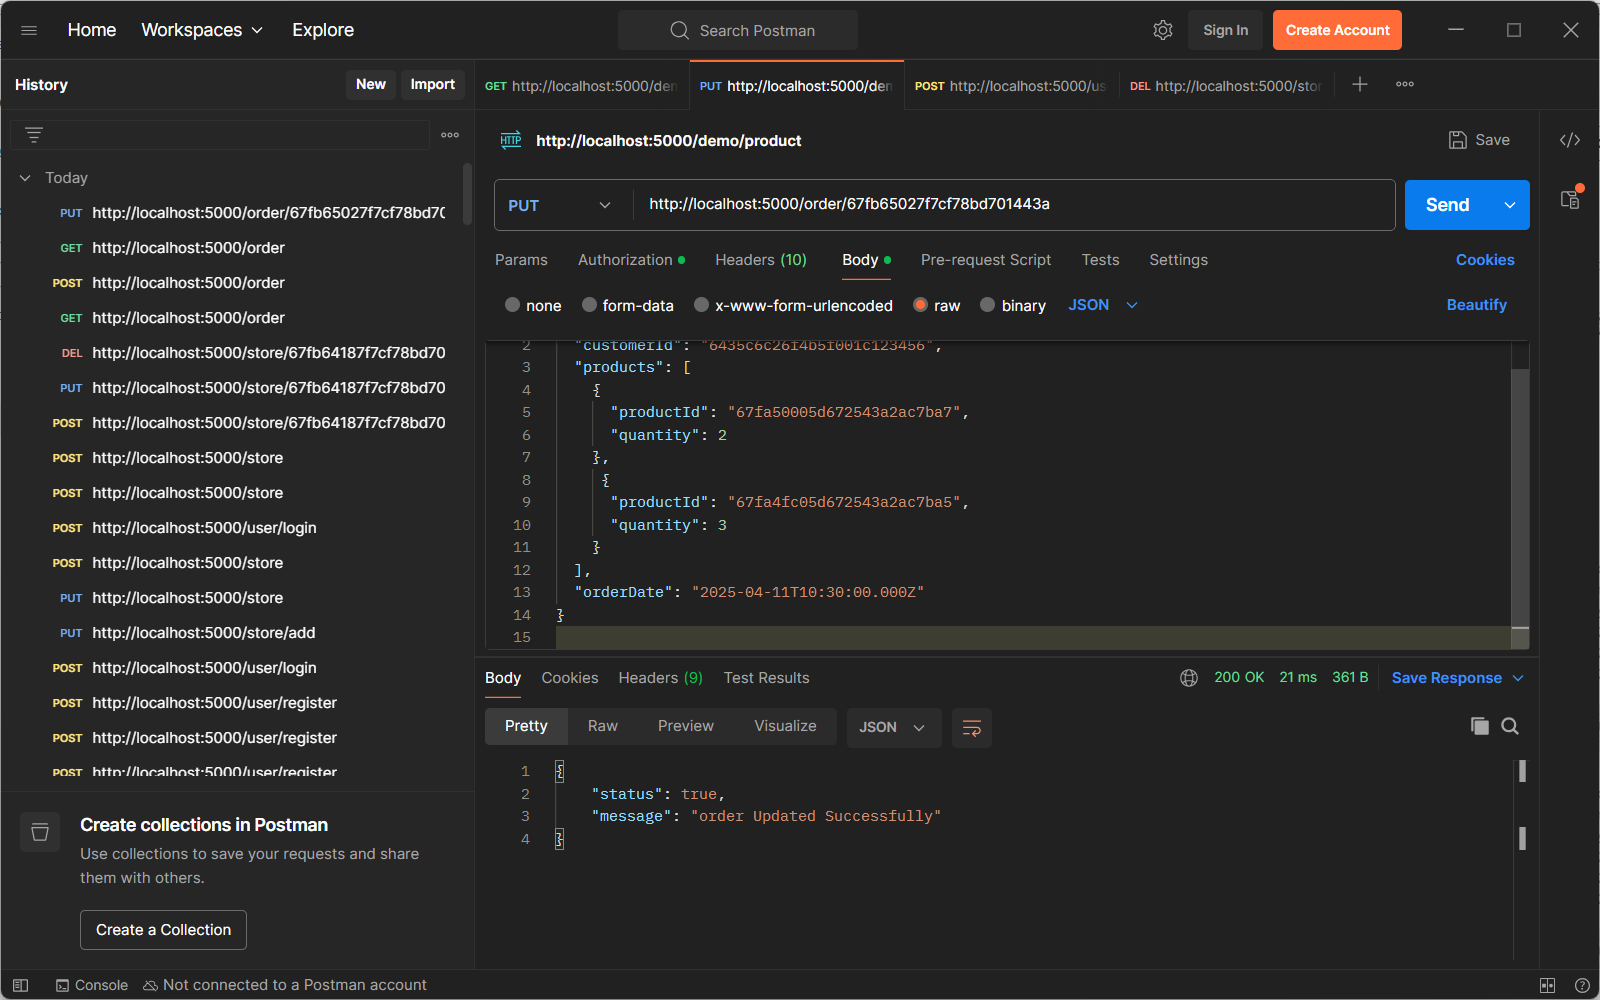 Home Workspaces Explore Search Postman Sign In Create Account
History New Import
GET http://localhost:5000/den PUT http://localhost:5000/den POST http://localhost:5000/us DEL http://localhost:5000/stor
HTTP http://localhost:5000/demo/product Save
Today
PUT http://localhost:5000/order/67fb65027f7cf78bd70
GET http://localhost:5000/order
POST http://localhost:5000/order
GET http://localhost:5000/order
DEL http://localhost:5000/store/67fb64187f7cf78bd70
PUT http://localhost:5000/store/67fb64187f7cf78bd70
POST http://localhost:5000/store/67fb64187f7cf78bd70
POST http://localhost:5000/store
POST http://localhost:5000/store
POST http://localhost:5000/user/login
POST http://localhost:5000/store
PUT http://localhost:5000/store
PUT http://localhost:5000/store/add
POST http://localhost:5000/user/login
POST http://localhost:5000/user/register
POST http://localhost:5000/user/register
POST http://localhost:5000/user/register
Create collections in Postman
Use collections to save your requests and share
them with others.
Create a Collection
PUT http://localhost:5000/order/67fb65027f7cf78bd701443a Send
Params Authorization Headers (10) Body Pre-request Script Tests Settings Cookies
none form-data x-www-form-urlencoded raw binary JSON Beautify
2 "customerId": "6435c6c26f4b5f001c123456",
3 "products": [
4 {
5 "productId": "67fa50005d672543a2ac7ba7",
6 "quantity": 2
7 },
8 {
9 "productId": "67fa4fc05d672543a2ac7ba5",
10 "quantity": 3
11 }
12 ],
13 "orderDate": "2025-04-11T10:30:00.000Z"
14 }
15
Body Cookies Headers (9) Test Results 200 OK 21 ms 361 B Save Response
Pretty Raw Preview Visualize JSON
1 {
2 "status": true,
3 "message": "order Updated Successfully"
4 }
Console Not connected to a Postman account